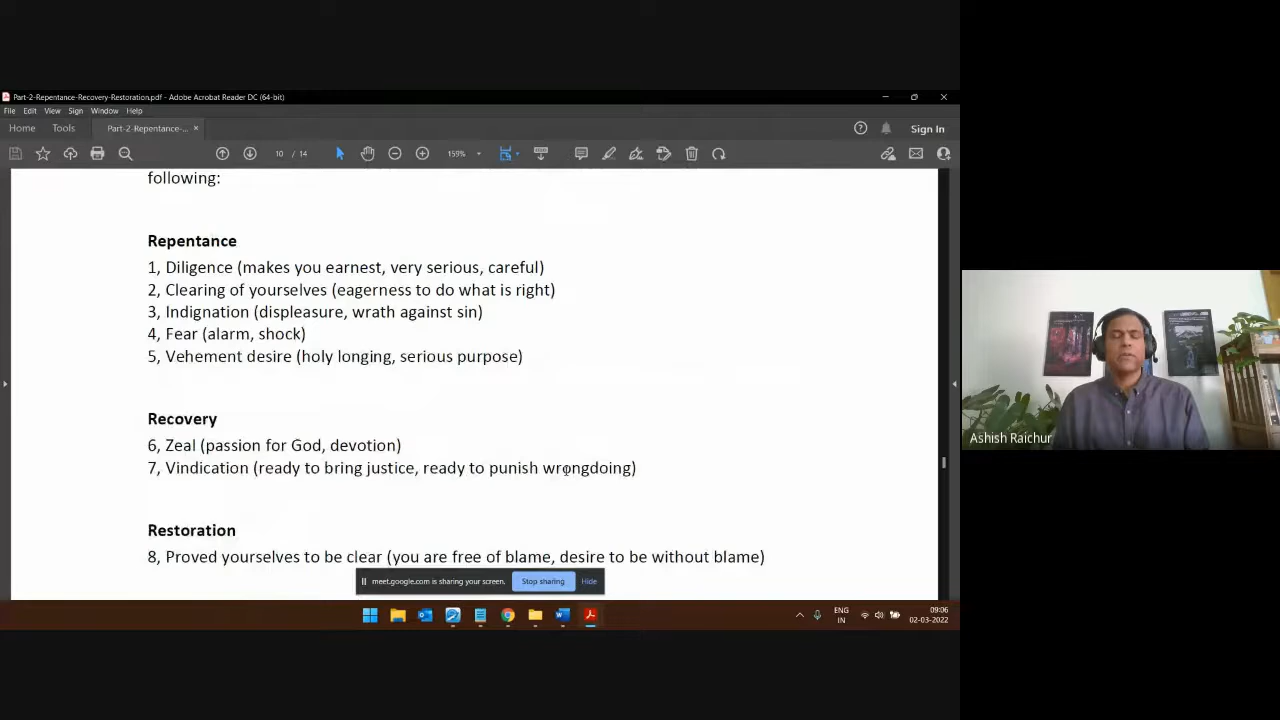 Part-2-Repentance-Recovery-Restoration.pdf - Adobe Acrobat Reader DC (64-bit)
File Edit View Sign Window Help
Home Tools Part-2-Repentance-... × Sign In
10 / 14 159%
following:
Repentance
1, Diligence (makes you earnest, very serious, careful)
2, Clearing of yourselves (eagerness to do what is right)
3, Indignation (displeasure, wrath against sin)
4, Fear (alarm, shock)
5, Vehement desire (holy longing, serious purpose)
Recovery
6, Zeal (passion for God, devotion)
7, Vindication (ready to bring justice, ready to punish wrongdoing)
Restoration
8, Proved yourselves to be clear (you are free of blame, desire to be without blame)
meet.google.com is sharing your screen. Stop sharing Hide
ENG
IN
09:06
02-03-2022
Ashish Raichur